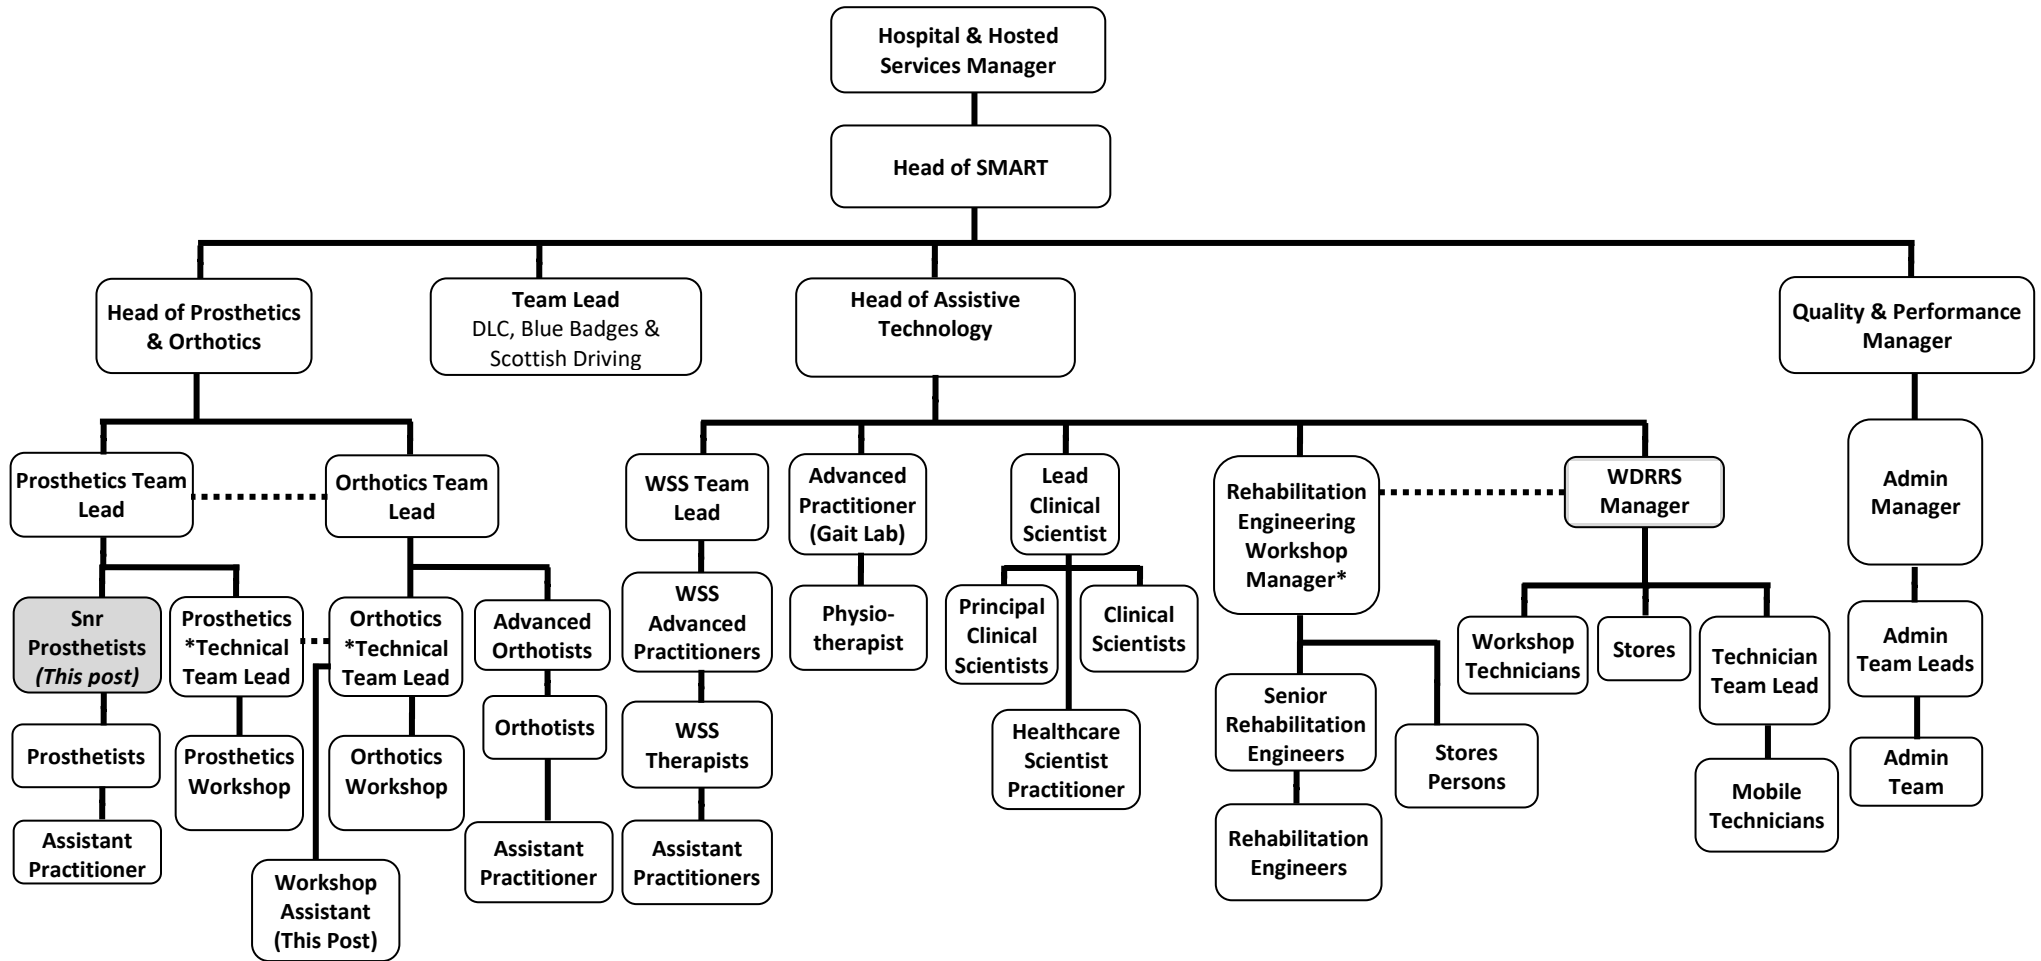 Hospital & Hosted
Services Manager
Head of SMART
Head of Prosthetics
& Orthotics
Team Lead
DLC, Blue Badges &
Scottish Driving
Head of Assistive
Technology
Quality & Performance
Manager
Prosthetics Team
Lead
Orthotics Team
Lead
WSS Team
Lead
Advanced
Practitioner
(Gait Lab)
Lead
Clinical
Scientist
Rehabilitation
Engineering
Workshop
Manager*
WDRRS
Manager
Admin
Manager
Snr
Prosthetists
(This post)
Prosthetics
*Technical
Team Lead
Orthotics
*Technical
Team Lead
Advanced
Orthotists
WSS
Advanced
Practitioners
Physio-
therapist
Principal
Clinical
Scientists
Clinical
Scientists
Workshop
Technicians
Stores
Technician
Team Lead
Admin
Team Leads
Prosthetists
Prosthetics
Workshop
Orthotics
Workshop
Orthotists
WSS
Therapists
Healthcare
Scientist
Practitioner
Senior
Rehabilitation
Engineers
Stores
Persons
Mobile
Technicians
Admin
Team
Assistant
Practitioner
Workshop
Assistant
(This Post)
Assistant
Practitioner
Assistant
Practitioners
Rehabilitation
Engineers